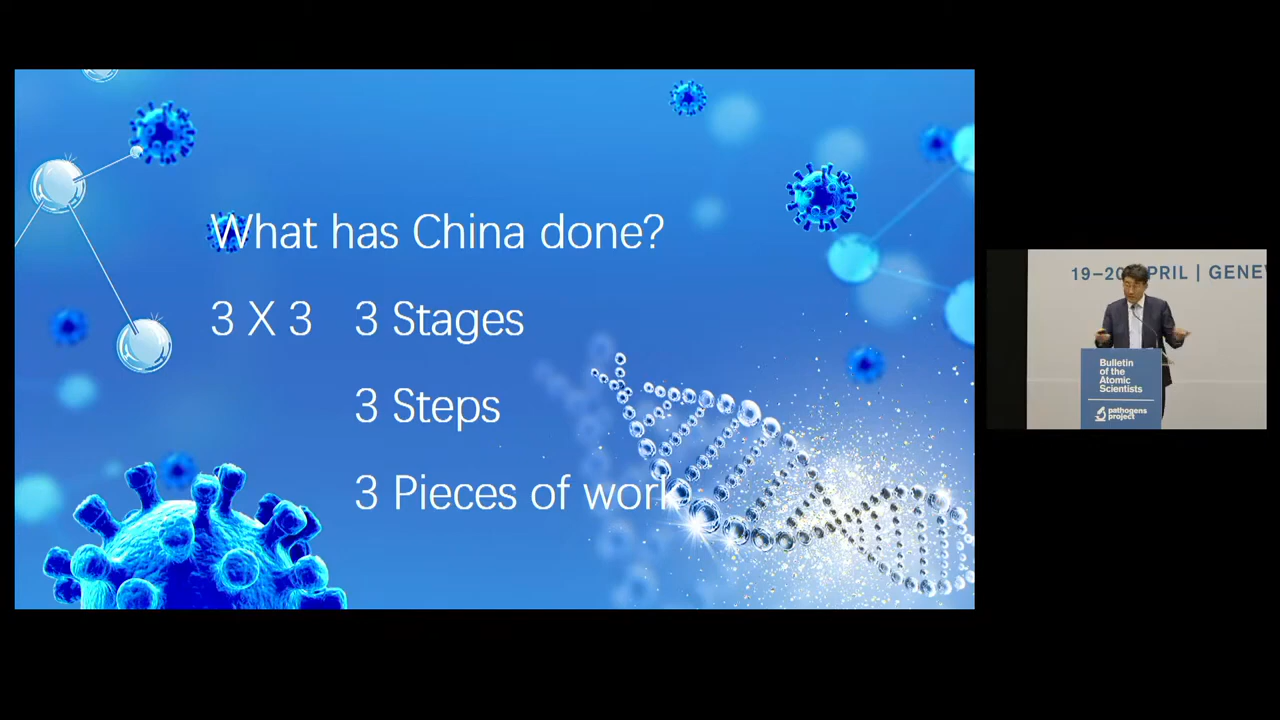 What has China done?
3 X 3 3 Stages
3 Steps
3 Pieces of work
19–20 APRIL | GENEV
Bulletin
of the
Atomic
Scientists
pathogens
project